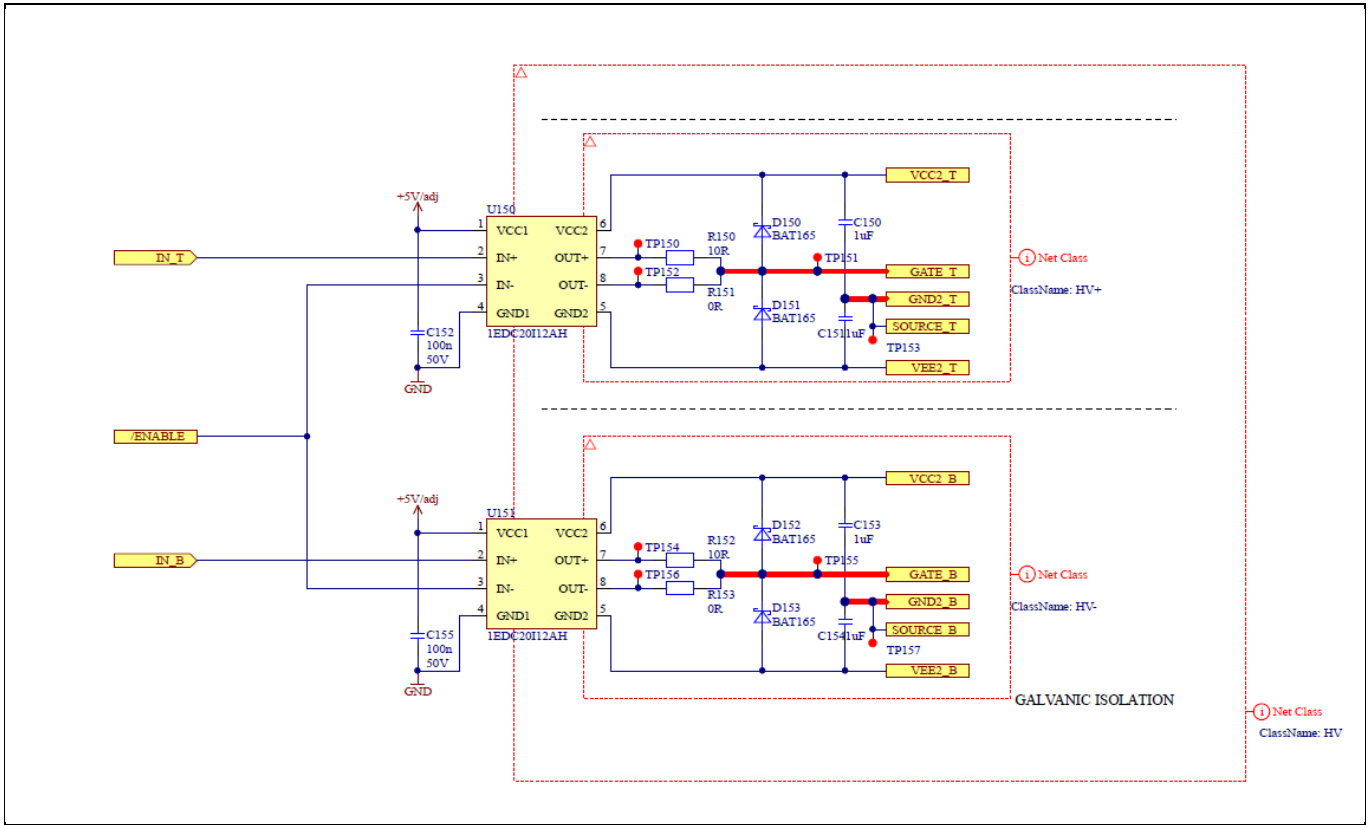 VCC2_T
+5V/adj
U150
1 VCC1 VCC2 6
D150
BAT165
C150
1uF
IN_T
2 IN+ OUT+ 7
TP150
R150
10R
TP151
Net Class
3 IN- OUT- 8
TP152
GATE_T
R151
0R
ClassName: HV+
GND2_T
4 GND1 GND2 5
D151
BAT165
SOURCE_T
C152
100n
50V
1EDC20I12AH
C1511uF
TP153
VEE2_T
GND
/ENABLE
VCC2_B
+5V/adj
U151
1 VCC1 VCC2 6
D152
BAT165
C153
1uF
IN_B
2 IN+ OUT+ 7
TP154
R152
10R
TP155
Net Class
3 IN- OUT- 8
TP156
GATE_B
R153
0R
ClassName: HV-
GND2_B
4 GND1 GND2 5
D153
BAT165
SOURCE_B
C155
100n
50V
1EDC20I12AH
C1541uF
TP157
VEE2_B
GND
GALVANIC ISOLATION
Net Class
ClassName: HV